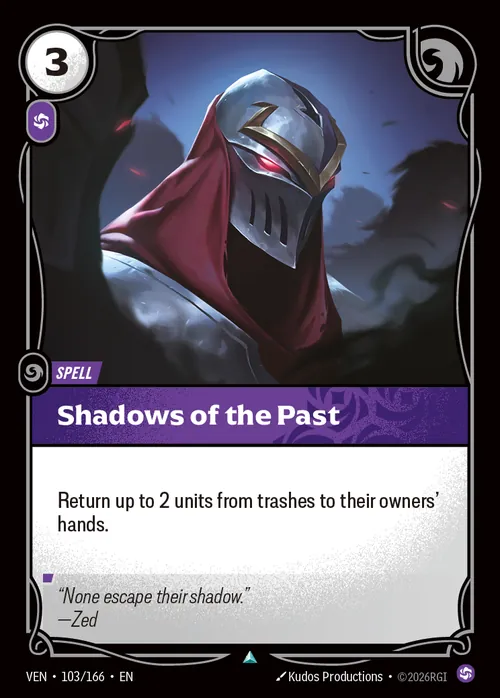 3
SPELL
Shadows of the Past
Return up to 2 units from trashes to their owners’
hands.
“None escape their shadow.”
—Zed
VEN • 103/166 • EN
Kudos Productions • ©2026RGI